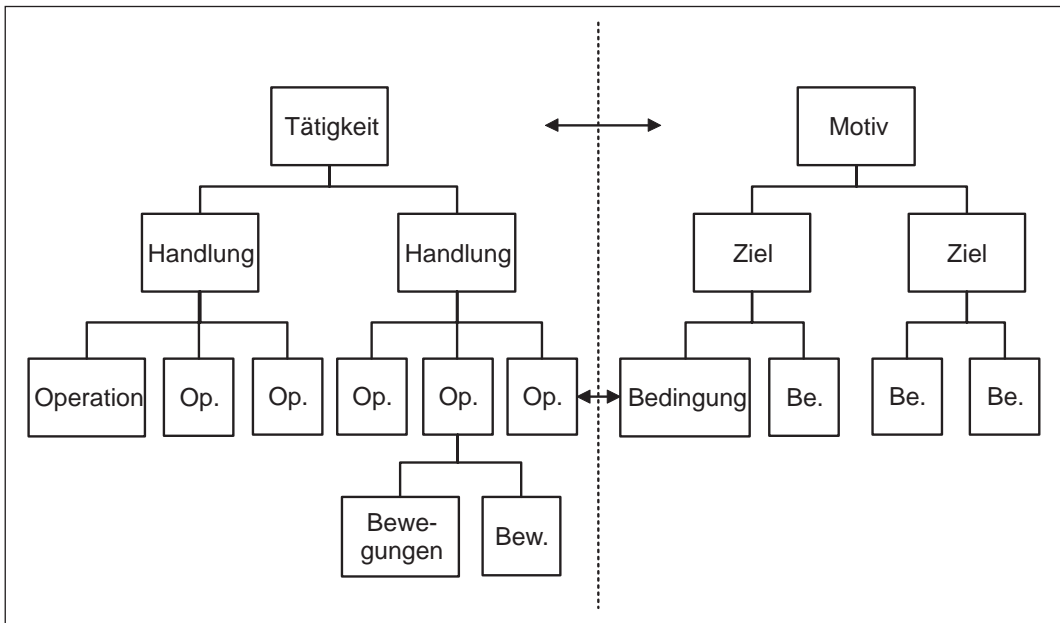 Tätigkeit
Motiv
Handlung
Handlung
Ziel
Ziel
Operation
Op.
Op.
Op.
Op.
Op.
Bedingung
Be.
Be.
Be.
Bewe-
gungen
Bew.